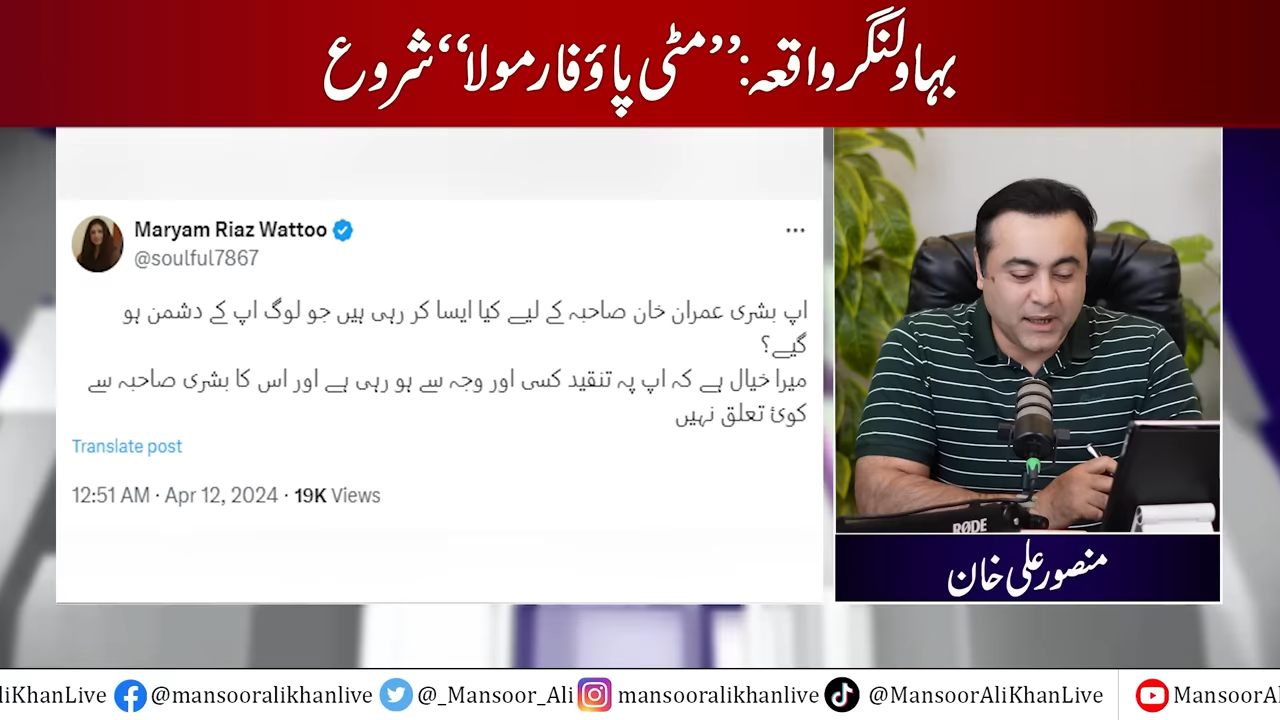 بہاولنگر واقعہ: ”مٹی پاؤ فارمولا“ شروع
Maryam Riaz Wattoo
@soulful7867
اپ بشری عمران خان صاحبہ کے لیے کیا ایسا کر رہی ہیں جو لوگ اپ کے دشمن ہو
گیے؟
میرا خیال ہے کہ اپ پہ تنقید کسی اور وجہ سے ہو رہی ہے اور اس کا بشری صاحبہ سے
کوئ تعلق نہیں
Translate post
12:51 AM · Apr 12, 2024 · 19K Views
RØDE
منصور علی خان
liKhanLive @mansooralikhanlive @_Mansoor_Ali mansooralikhanlive @MansoorAliKhanLive MansoorAl